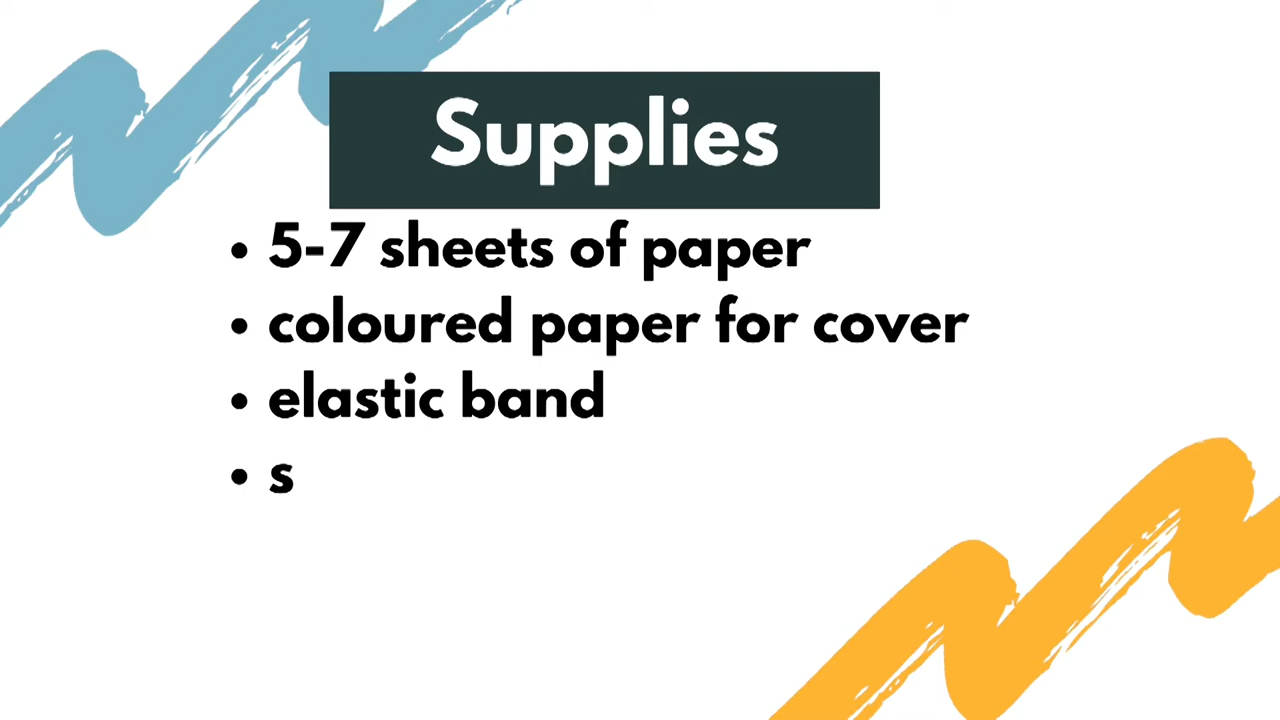 Supplies
• 5-7 sheets of paper
• coloured paper for cover
• elastic band
• s